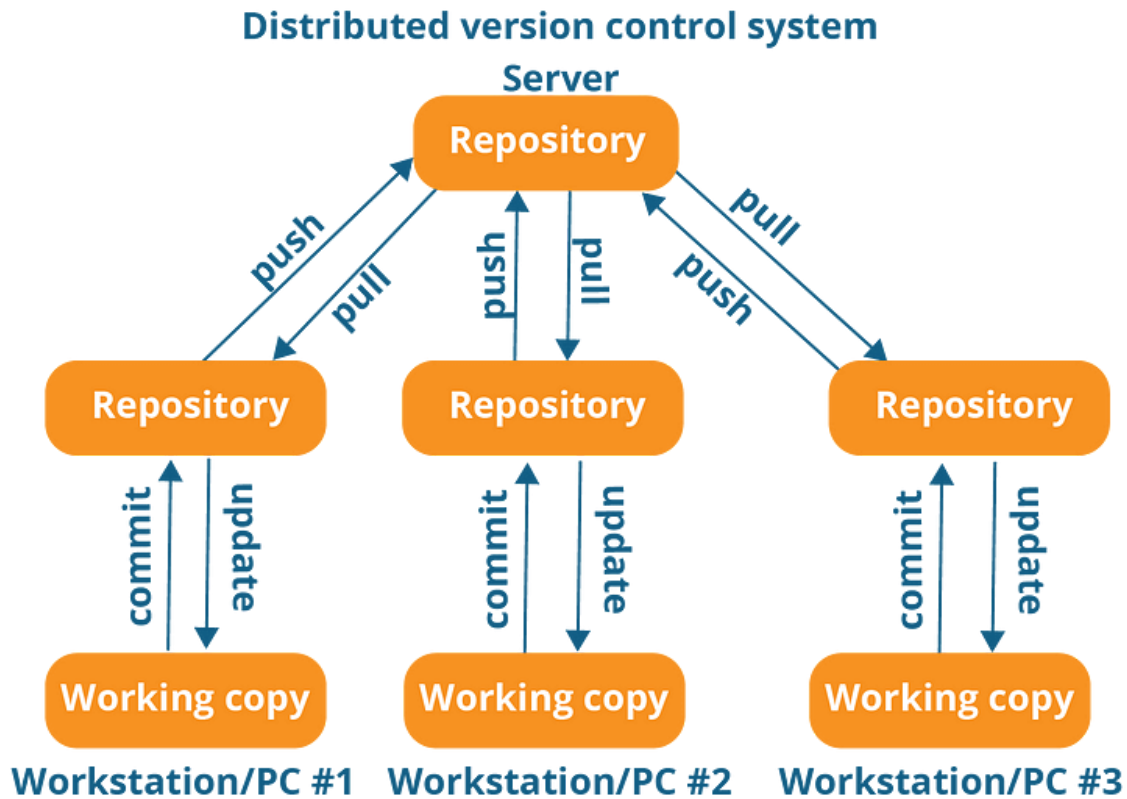 Distributed version control system
Server
Repository
push
pull
push
pull
push
pull
Repository
Repository
Repository
commit
update
commit
update
commit
update
Working copy
Working copy
Working copy
Workstation/PC #1
Workstation/PC #2
Workstation/PC #3